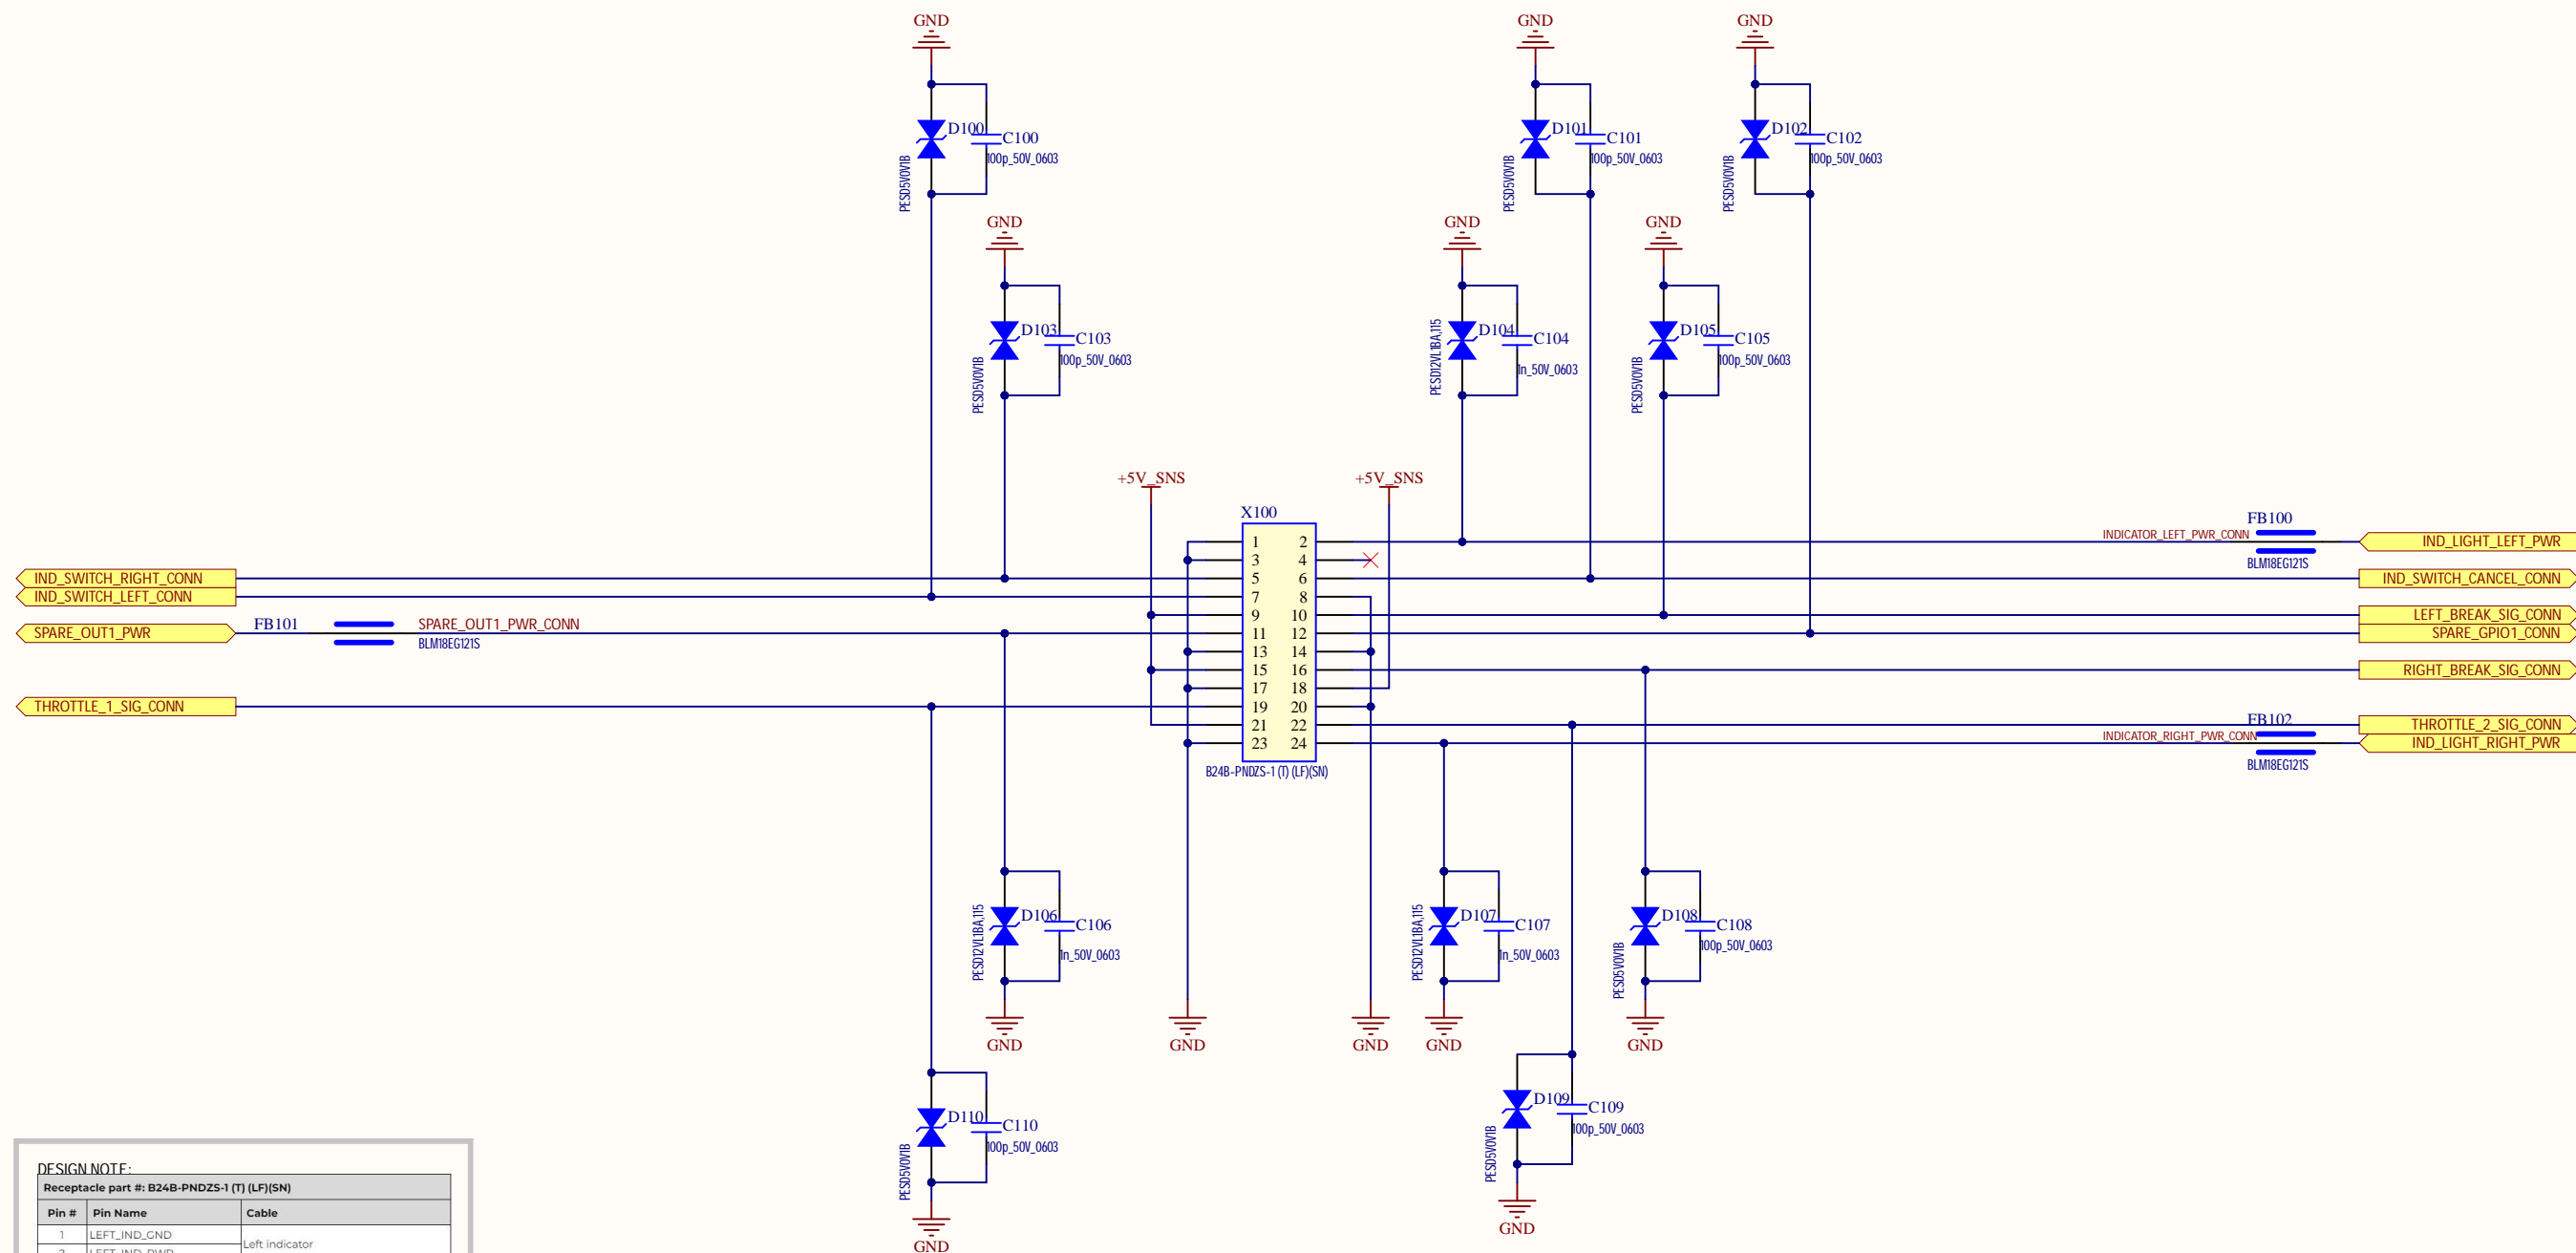 GND
GND
GND
D100
C100
100p_50V_0603
PESD5V0V1B
D101
C101
100p_50V_0603
PESD5V0V1B
D102
C102
100p_50V_0603
PESD5V0V1B
GND
GND
GND
D103
C103
100p_50V_0603
PESD5V0V1B
D104
C104
1n_50V_0603
PESD12VL1BA,115
D105
C105
100p_50V_0603
PESD5V0V1B
+5V_SNS
+5V_SNS
X100
FB100
INDICATOR_LEFT_PWR_CONN
BLM18EG121S
IND_LIGHT_LEFT_PWR
1 2
3 4
5 6
7 8
9 10
11 12
13 14
15 16
17 18
19 20
21 22
23 24
B24B-PNDZS-1 (T) (LF)(SN)
IND_SWITCH_RIGHT_CONN
IND_SWITCH_LEFT_CONN
SPARE_OUT1_PWR
FB101
SPARE_OUT1_PWR_CONN
BLM18EG121S
THROTTLE_1_SIG_CONN
IND_SWITCH_CANCEL_CONN
LEFT_BREAK_SIG_CONN
SPARE_GPIO1_CONN
RIGHT_BREAK_SIG_CONN
FB102
THROTTLE_2_SIG_CONN
INDICATOR_RIGHT_PWR_CONN
IND_LIGHT_RIGHT_PWR
BLM18EG121S
D106
C106
1n_50V_0603
PESD12VL1BA,115
D107
C107
1n_50V_0603
PESD12VL1BA,115
D108
C108
100p_50V_0603
PESD5V0V1B
GND
GND
GND
GND
GND
D110
C110
100p_50V_0603
PESD5V0V1B
GND
D109
C109
100p_50V_0603
PESD5V0V1B
GND
DESIGN NOTE:
Receptacle part #: B24B-PNDZS-1 (T) (LF)(SN)
Pin # Pin Name Cable
1 LEFT_IND_GND
Left indicator
2 LEFT_IND_PWR